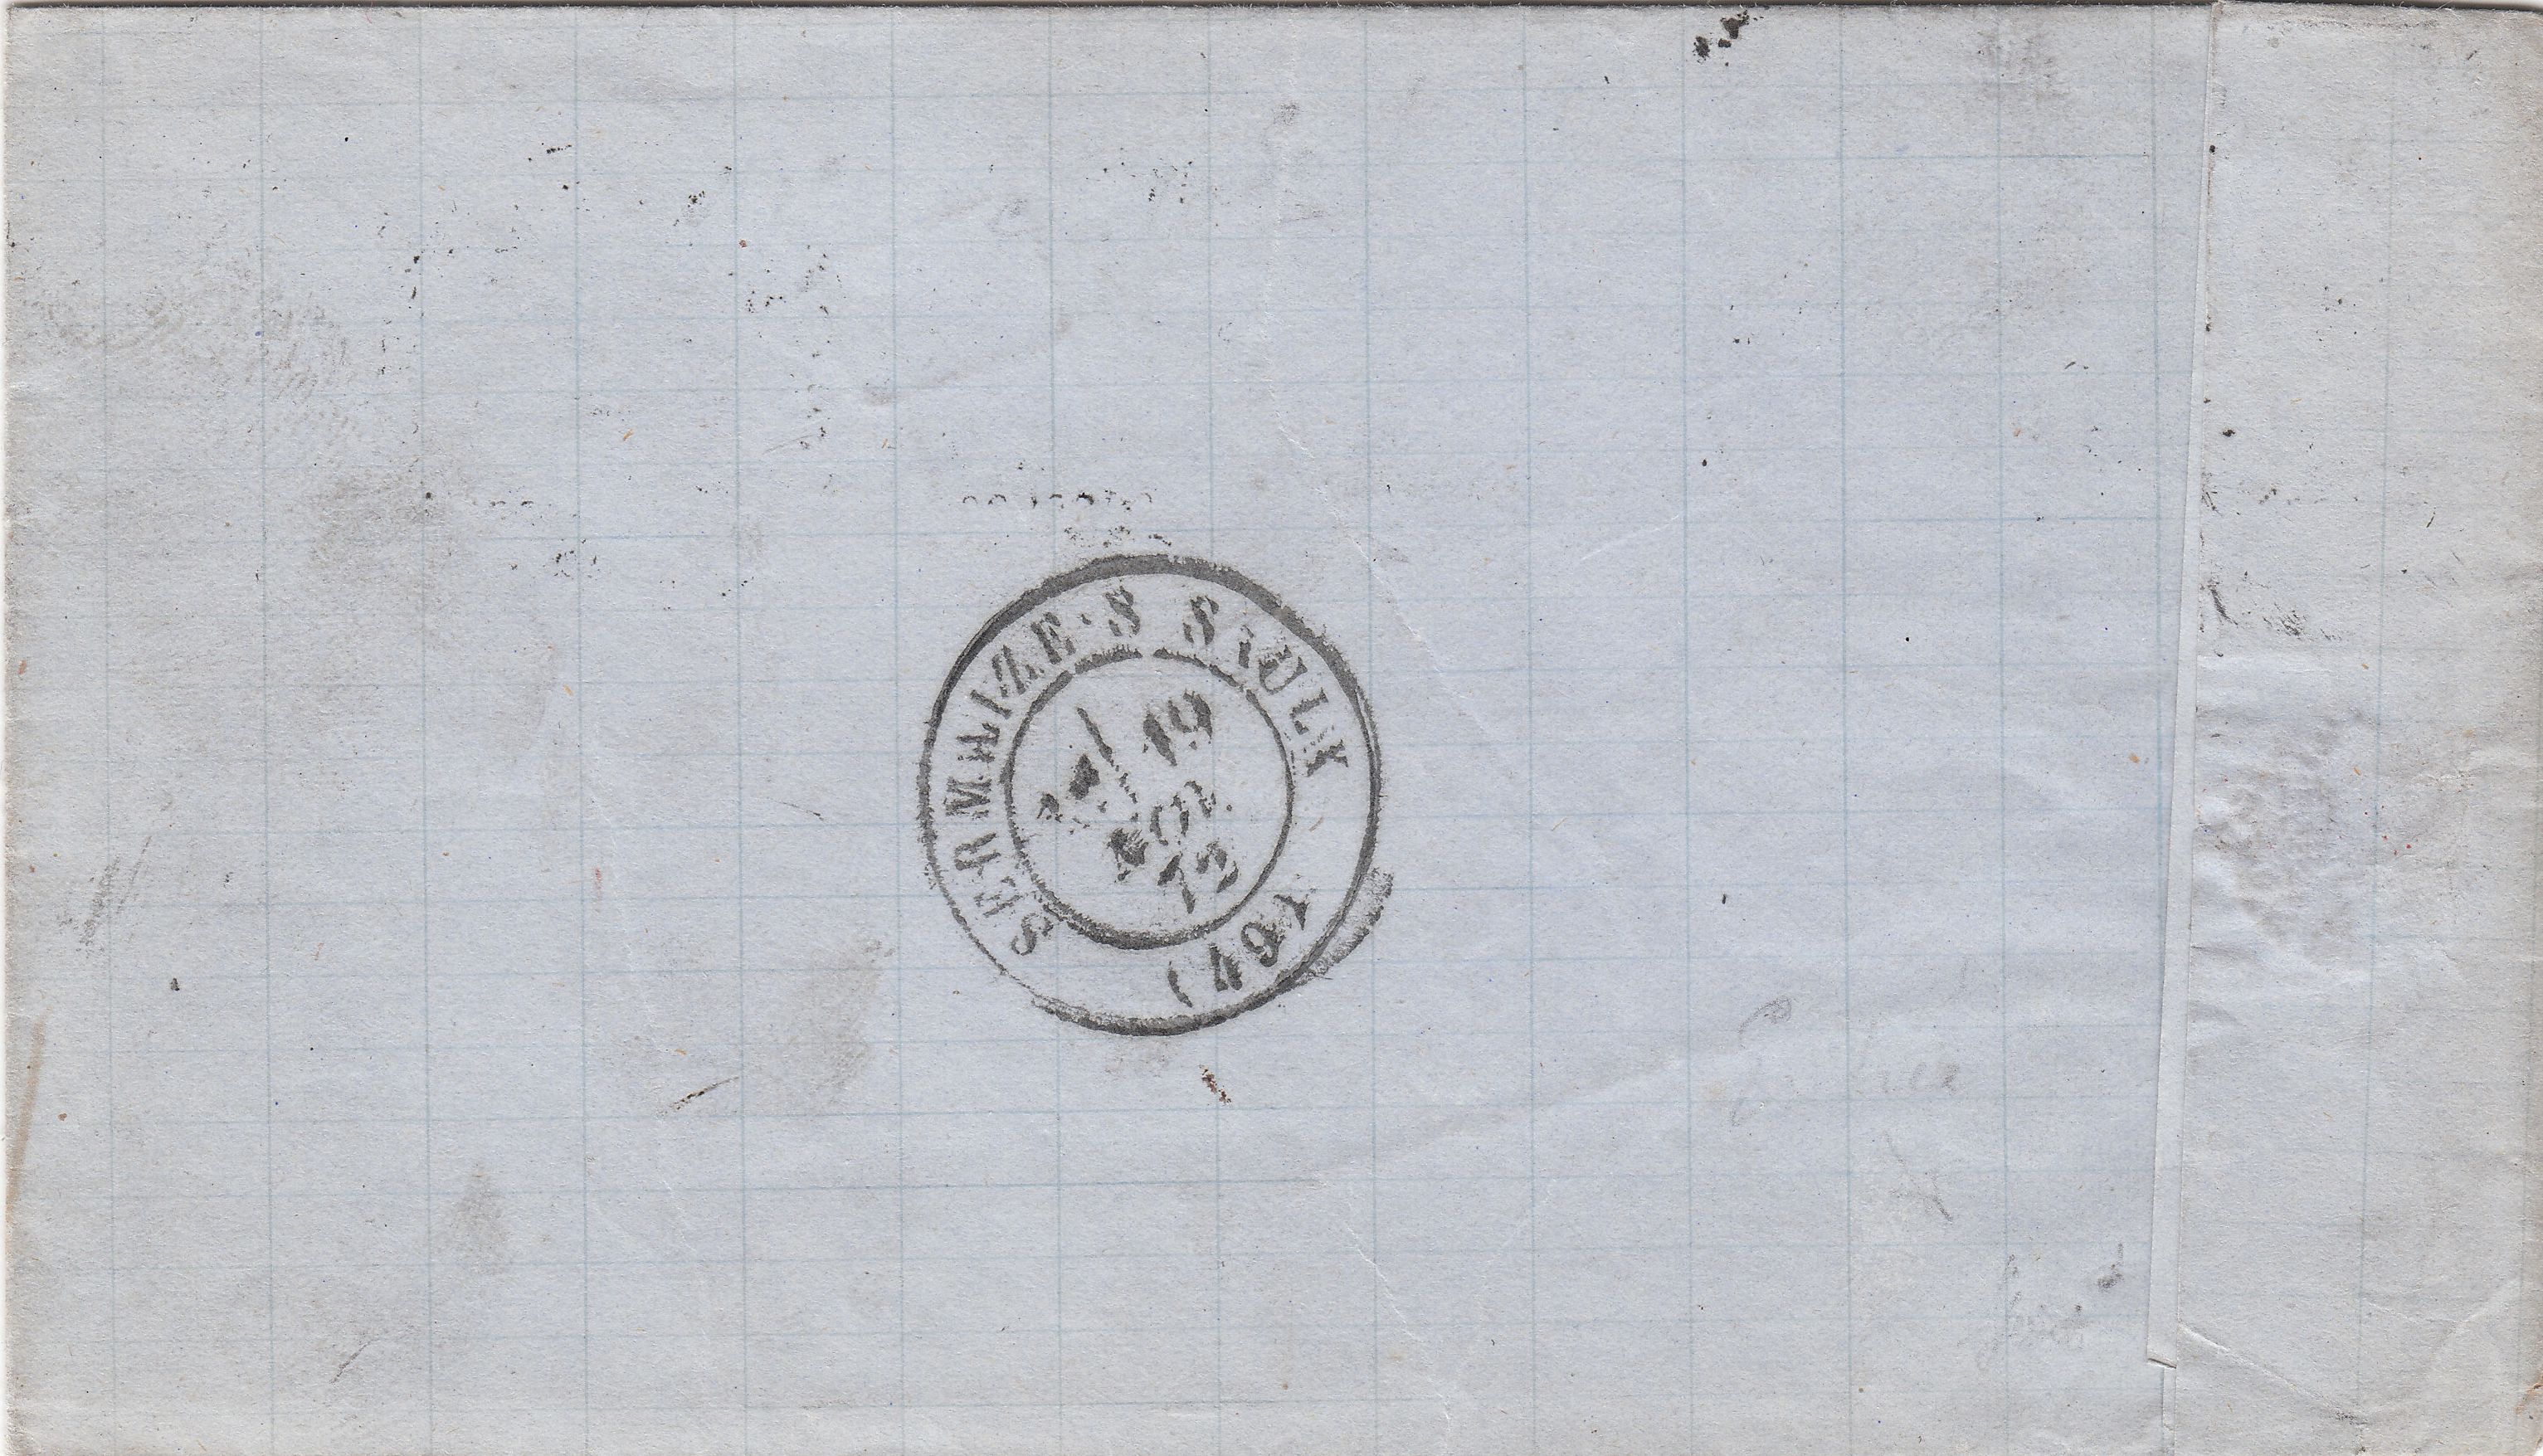 SERMAIZE-S-SAULX
19
NOV.
72
(49)